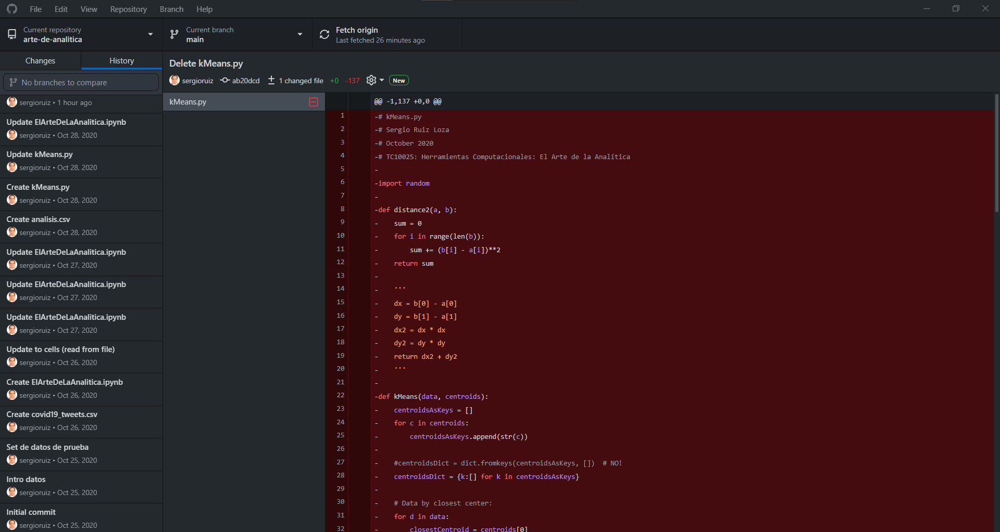 File Edit View Repository Branch Help
Current repository
arte-de-analitica
Current branch
main
Fetch origin
Last fetched 26 minutes ago
Changes
History
No branches to compare
sergioruiz • 1 hour ago
Update ElArteDeLaAnalitica.ipynb
sergioruiz • Oct 28, 2020
Update kMeans.py
sergioruiz • Oct 28, 2020
Create kMeans.py
sergioruiz • Oct 28, 2020
Create analisis.csv
sergioruiz • Oct 28, 2020
Update ElArteDeLaAnalitica.ipynb
sergioruiz • Oct 27, 2020
Update ElArteDeLaAnalitica.ipynb
sergioruiz • Oct 27, 2020
Update ElArteDeLaAnalitica.ipynb
sergioruiz • Oct 27, 2020
Update to cells (read from file)
sergioruiz • Oct 26, 2020
Create ElArteDeLaAnalitica.ipynb
sergioruiz • Oct 26, 2020
Create covid19_tweets.csv
sergioruiz • Oct 26, 2020
Set de datos de prueba
sergioruiz • Oct 25, 2020
Intro datos
sergioruiz • Oct 25, 2020
Initial commit
sergioruiz • Oct 25, 2020
Delete kMeans.py
sergioruiz ab20dcd 1 changed file +0 -137 New
kMeans.py
@@ -1,137 +0,0 @@
1 -# kMeans.py
2 -# Sergio Ruiz Loza
3 -# October 2020
4 -# TC1002S: Herramientas Computacionales: El Arte de la Analítica
5 -
6 -import random
7 -
8 -def distance2(a, b):
9 -    sum = 0
10 -    for i in range(len(b)):
11 -        sum += (b[i] - a[i])**2
12 -    return sum
13 -
14 -    '''
15 -    dx = b[0] - a[0]
16 -    dy = b[1] - a[1]
17 -    dx2 = dx * dx
18 -    dy2 = dy * dy
19 -    return dx2 + dy2
20 -    '''
21 -
22 -def kMeans(data, centroids):
23 -    centroidsAsKeys = []
24 -    for c in centroids:
25 -        centroidsAsKeys.append(str(c))
26 -
27 -    #centroidsDict = dict.fromkeys(centroidsAsKeys, [])  # NO!
28 -    centroidsDict = {k:[] for k in centroidsAsKeys}
29 -
30 -    # Data by closest center:
31 -    for d in data:
32 -        closestCentroid = centroids[0]